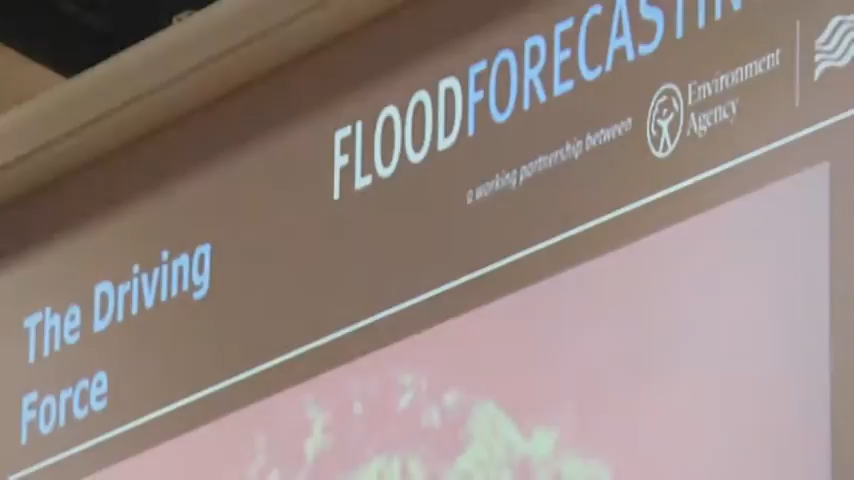 FLOODFORECASTIN
a working partnership between
Environment
Agency
The Driving
Force